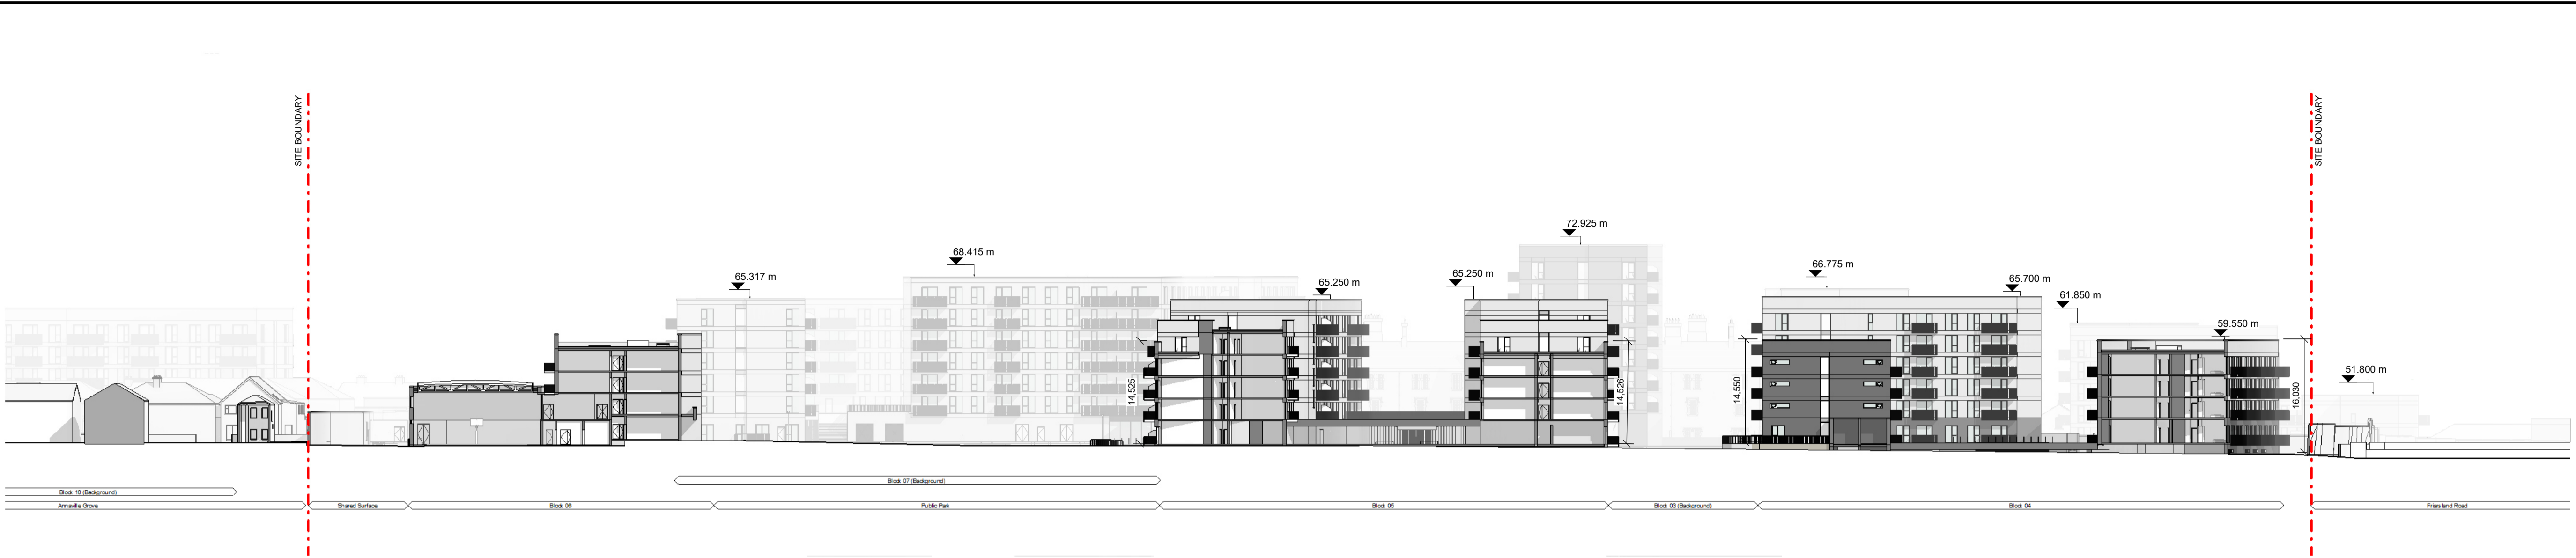 SITE BOUNDARY
SITE BOUNDARY
72.925 m
68.415 m
65.317 m
65.250 m
65.250 m
66.775 m
65.700 m
61.850 m
59.550 m
51.800 m
14,525
14,526
14,550
16,030
Block 07 (Background)
Block 10 (Background)
Annaville Grove
Shared Surface
Block 06
Public Park
Block 05
Block 03 (Background)
Block 04
Friarsland Road